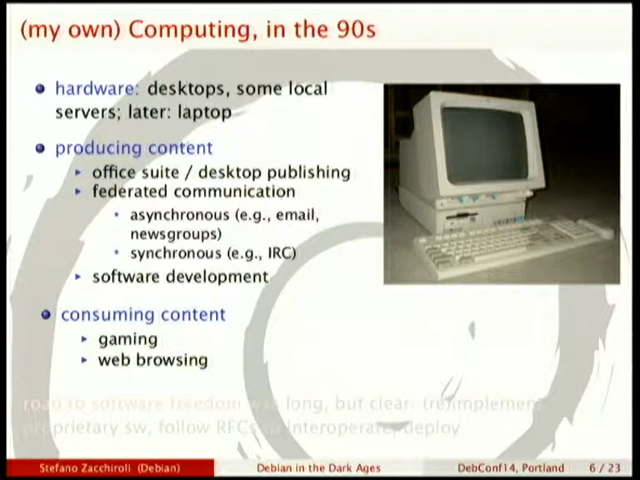 (my own) Computing, in the 90s
hardware: desktops, some local
servers; later: laptop
producing content
office suite / desktop publishing
federated communication
asynchronous (e.g., email,
newsgroups)
synchronous (e.g., IRC)
software development
consuming content
gaming
web browsing
road to software freedom was long, but clear: (re)implement
proprietary sw, follow RFCs to interoperate, deploy
Stefano Zacchiroli (Debian)
Debian in the Dark Ages
DebConf14, Portland
6 / 23